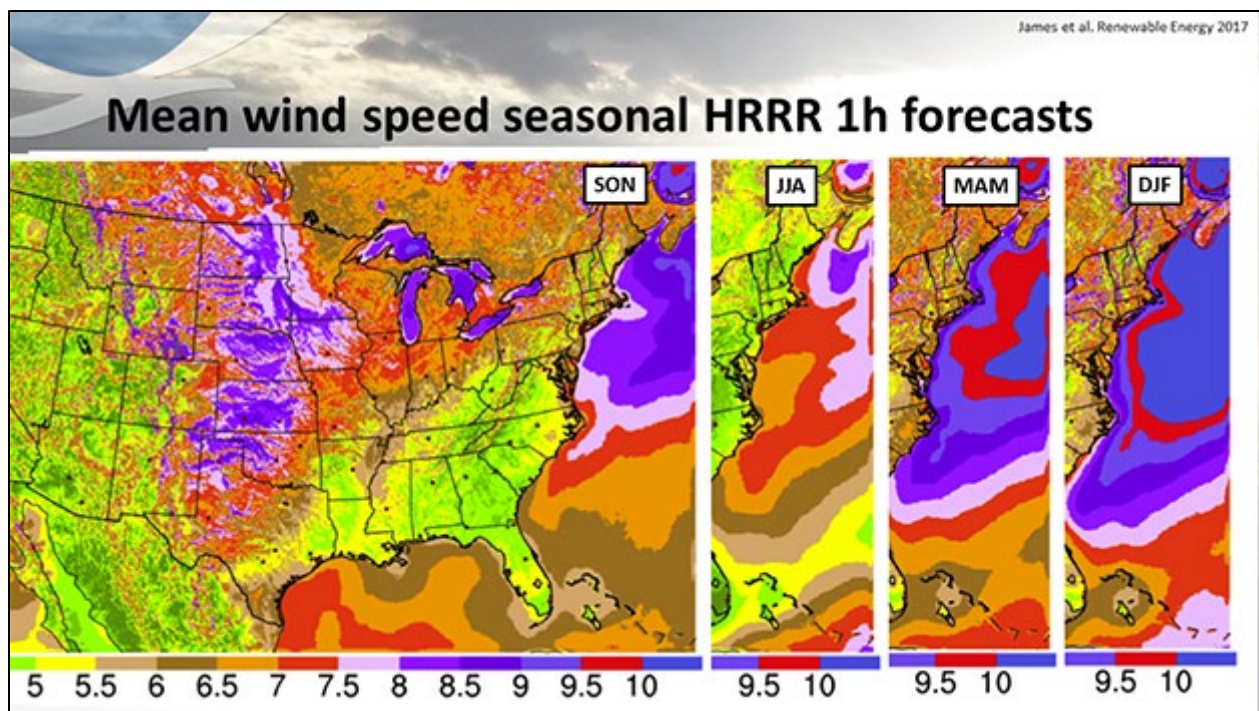 James et al. Renewable Energy 2017
Mean wind speed seasonal HRRR 1h forecasts
SON JJA MAM DJF
5 5.5 6 6.5 7 7.5 8 8.5 9 9.5 10 9.5 10 9.5 10 9.5 10